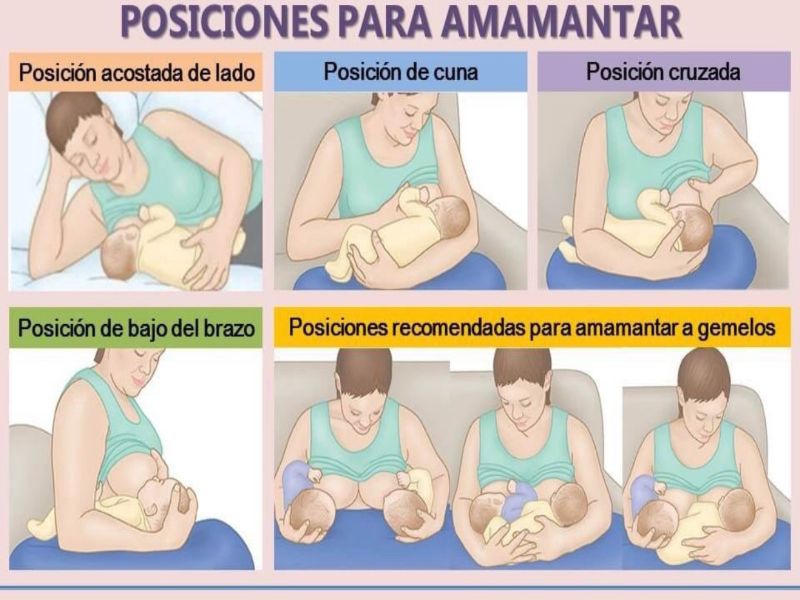 POSICIONES PARA AMAMANTAR
Posición acostada de lado
Posición de cuna
Posición cruzada
Posición de bajo del brazo
Posiciones recomendadas para amamantar a gemelos